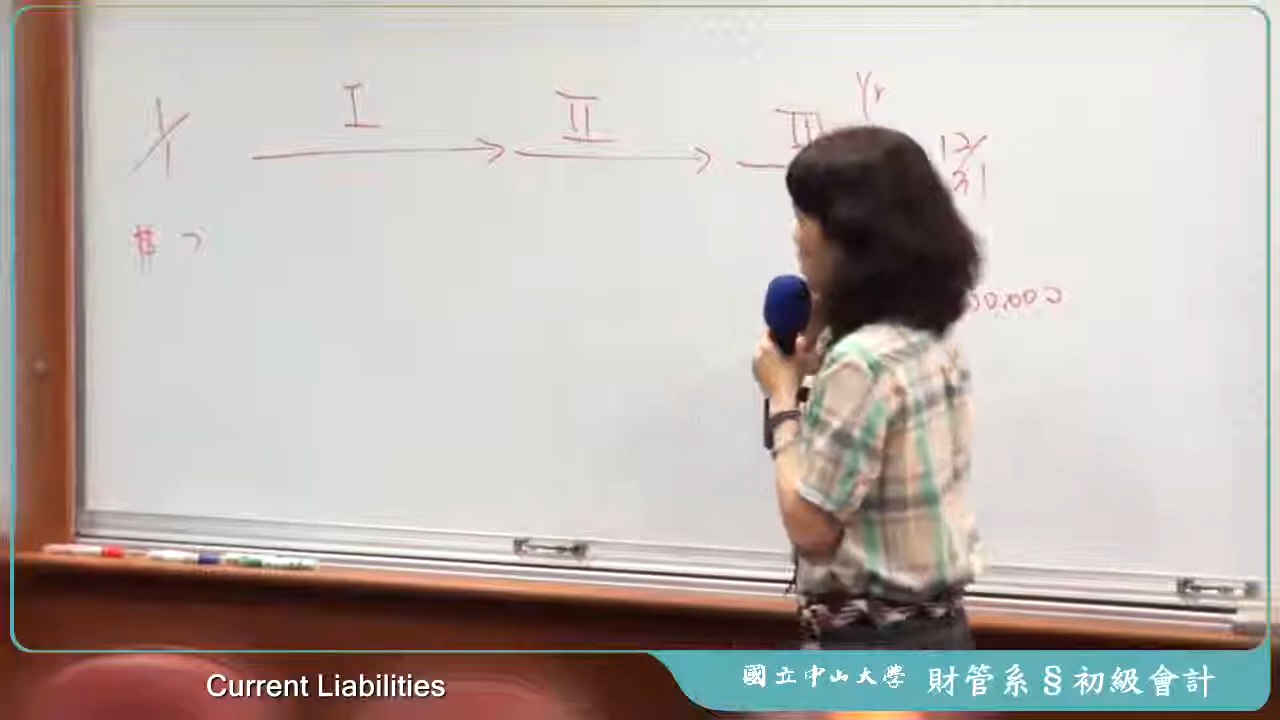 I II III Yr
1/1 12/31
$ ?
00,000
Current Liabilities
國立中山大學 財管系§初級會計